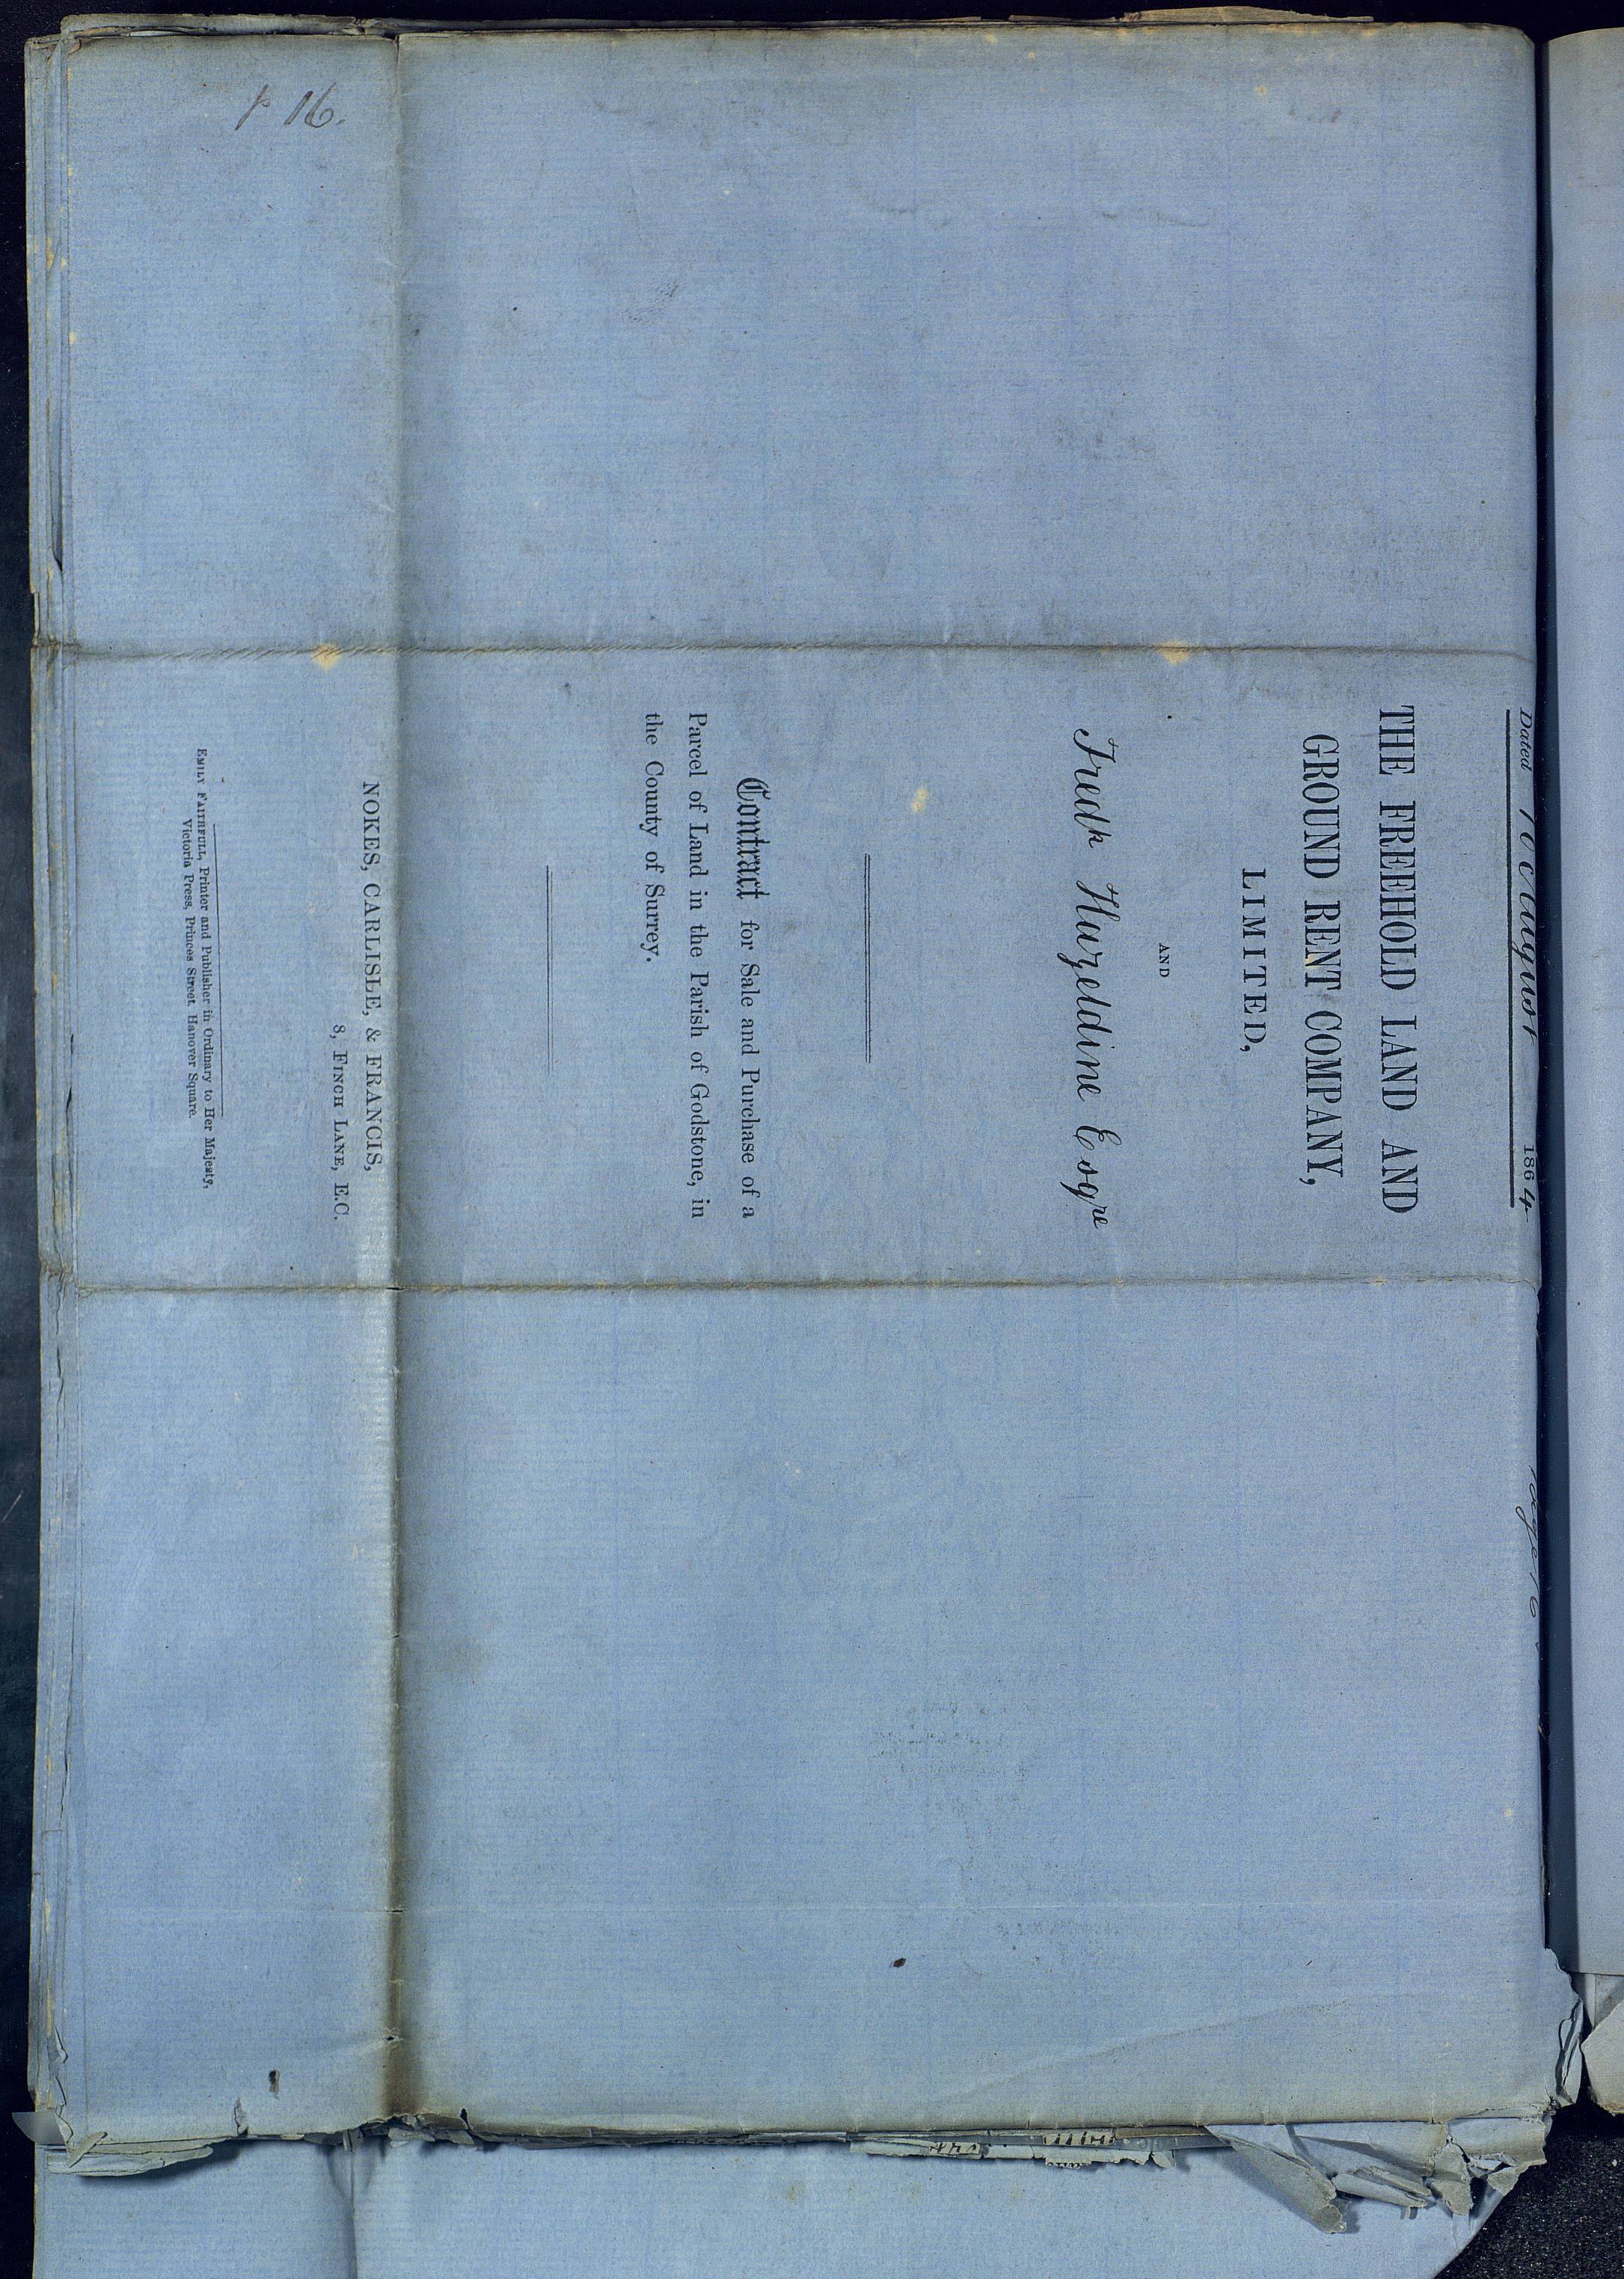 Dated 10 August 1864
THE FREEHOLD LAND AND
GROUND RENT COMPANY,
LIMITED,
AND
Fredk Hazeldine Esqre
Contract for Sale and Purchase of a
Parcel of Land in the Parish of Godstone, in
the County of Surrey.
NOKES, CARLISLE, & FRANCIS,
8, FINCH LANE, E.C.
EMILY FAITHFULL, Printer and Publisher in Ordinary to Her Majesty,
Victoria Press, Princes Street, Hanover Square.
p 16.